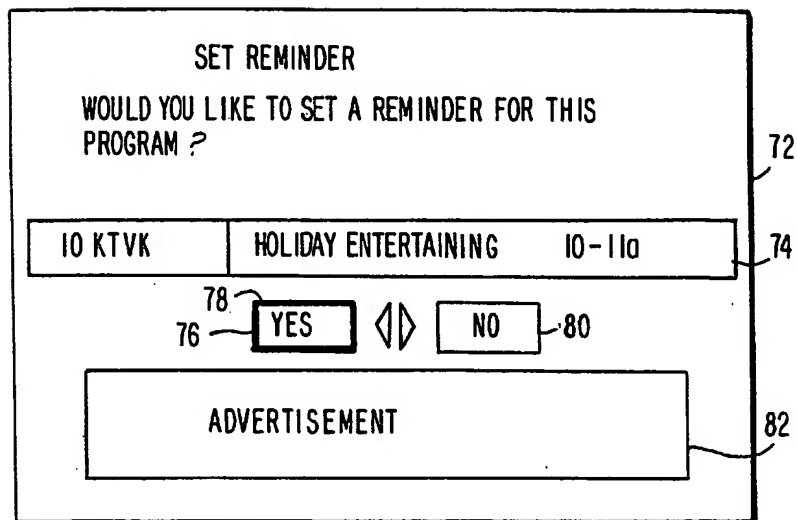 SET REMINDER
WOULD YOU LIKE TO SET A REMINDER FOR THIS
PROGRAM ?
72
10 KTVK HOLIDAY ENTERTAINING 10-11a
74
78
76 YES NO 80
ADVERTISEMENT
82